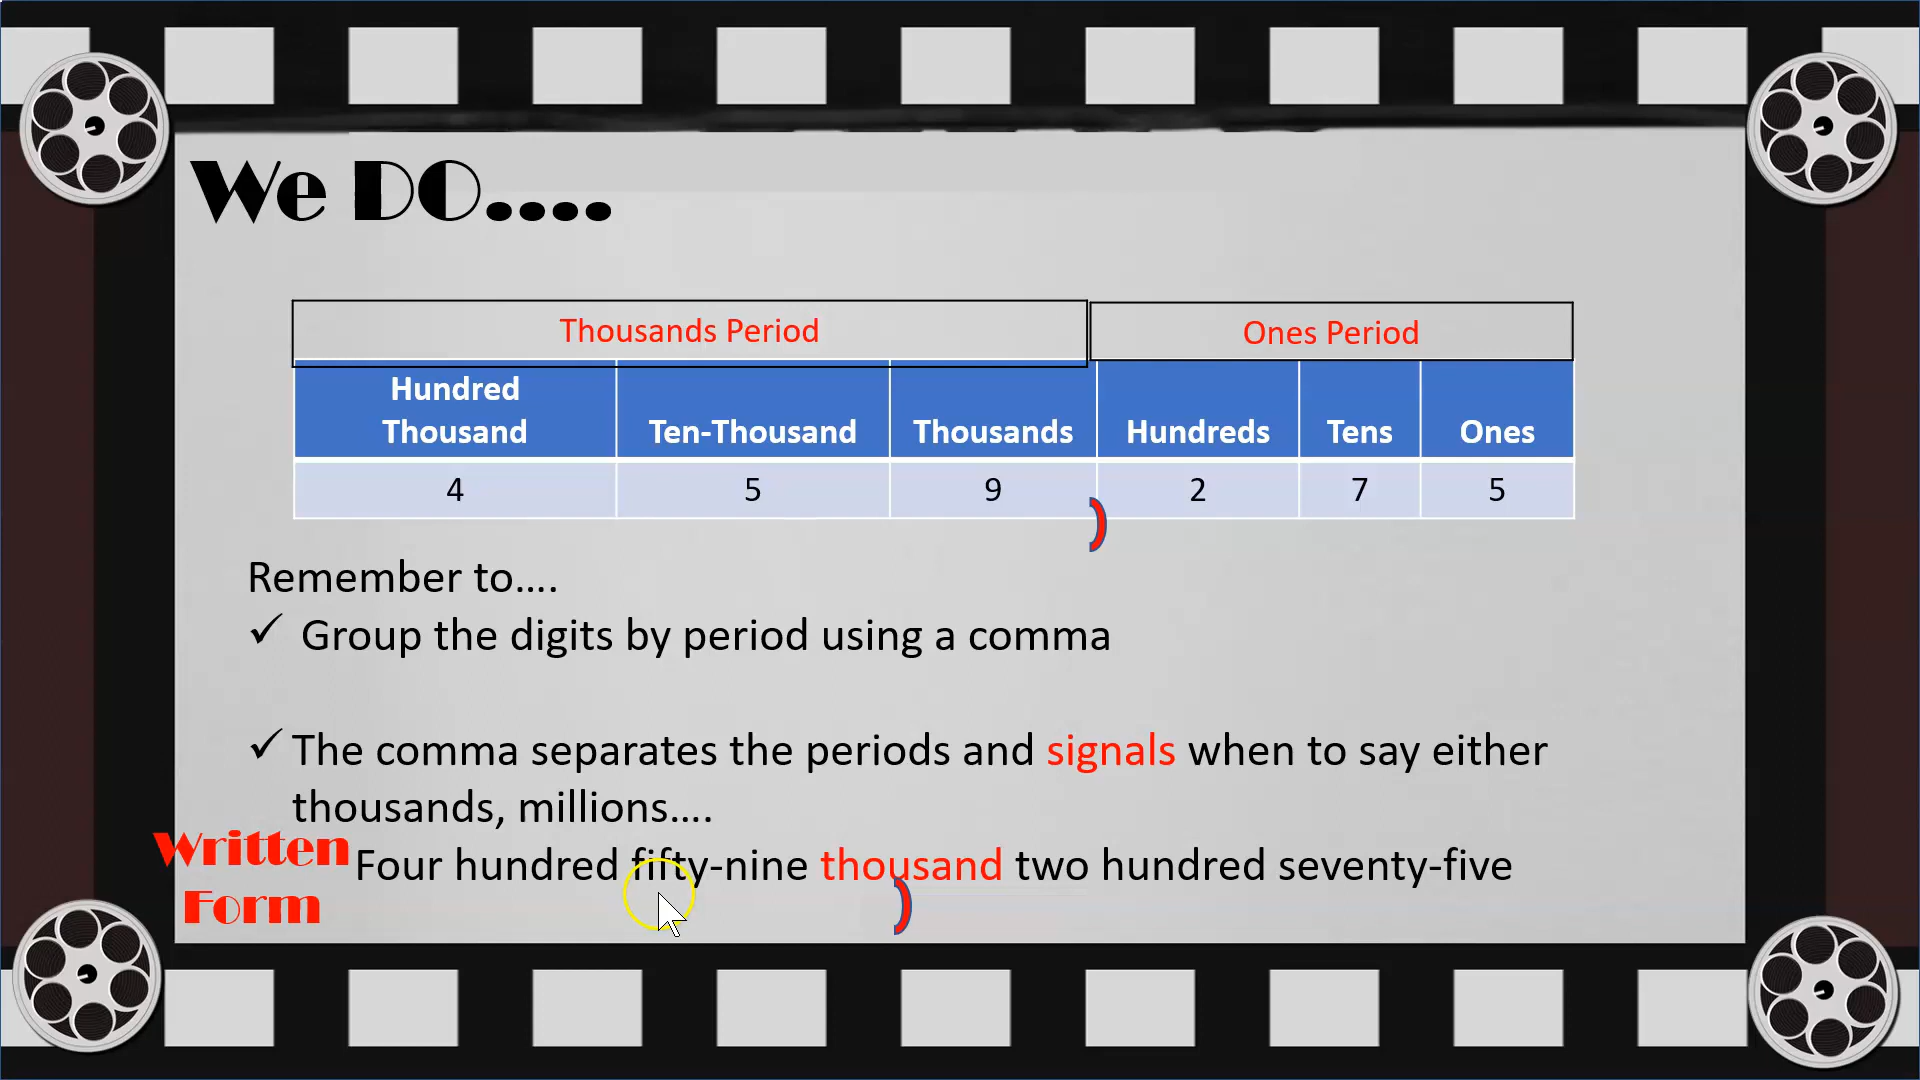 We DO....
Thousands Period Ones Period
Hundred
Thousand Ten-Thousand Thousands Hundreds Tens Ones
4 5 9 2 7 5
Remember to....
✓ Group the digits by period using a comma
✓ The comma separates the periods and signals when to say either
thousands, millions....
Written
Form
Four hundred fifty-nine thousand two hundred seventy-five